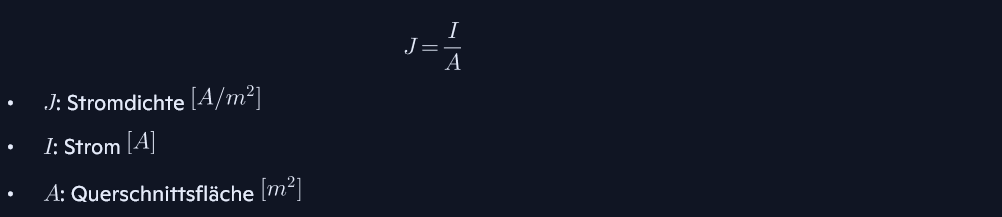 J = I/A
• J: Stromdichte [A/m²]
• I: Strom [A]
• A: Querschnittsfläche [m²]